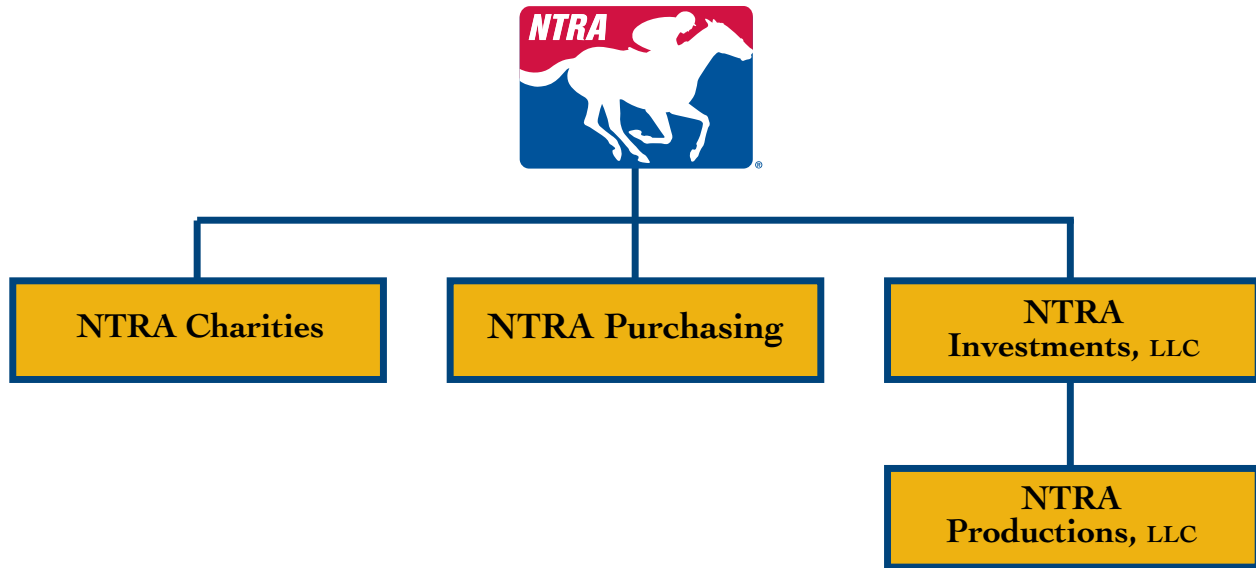 NTRA
®
NTRA Charities
NTRA Purchasing
NTRA
Investments, LLC
NTRA
Productions, LLC